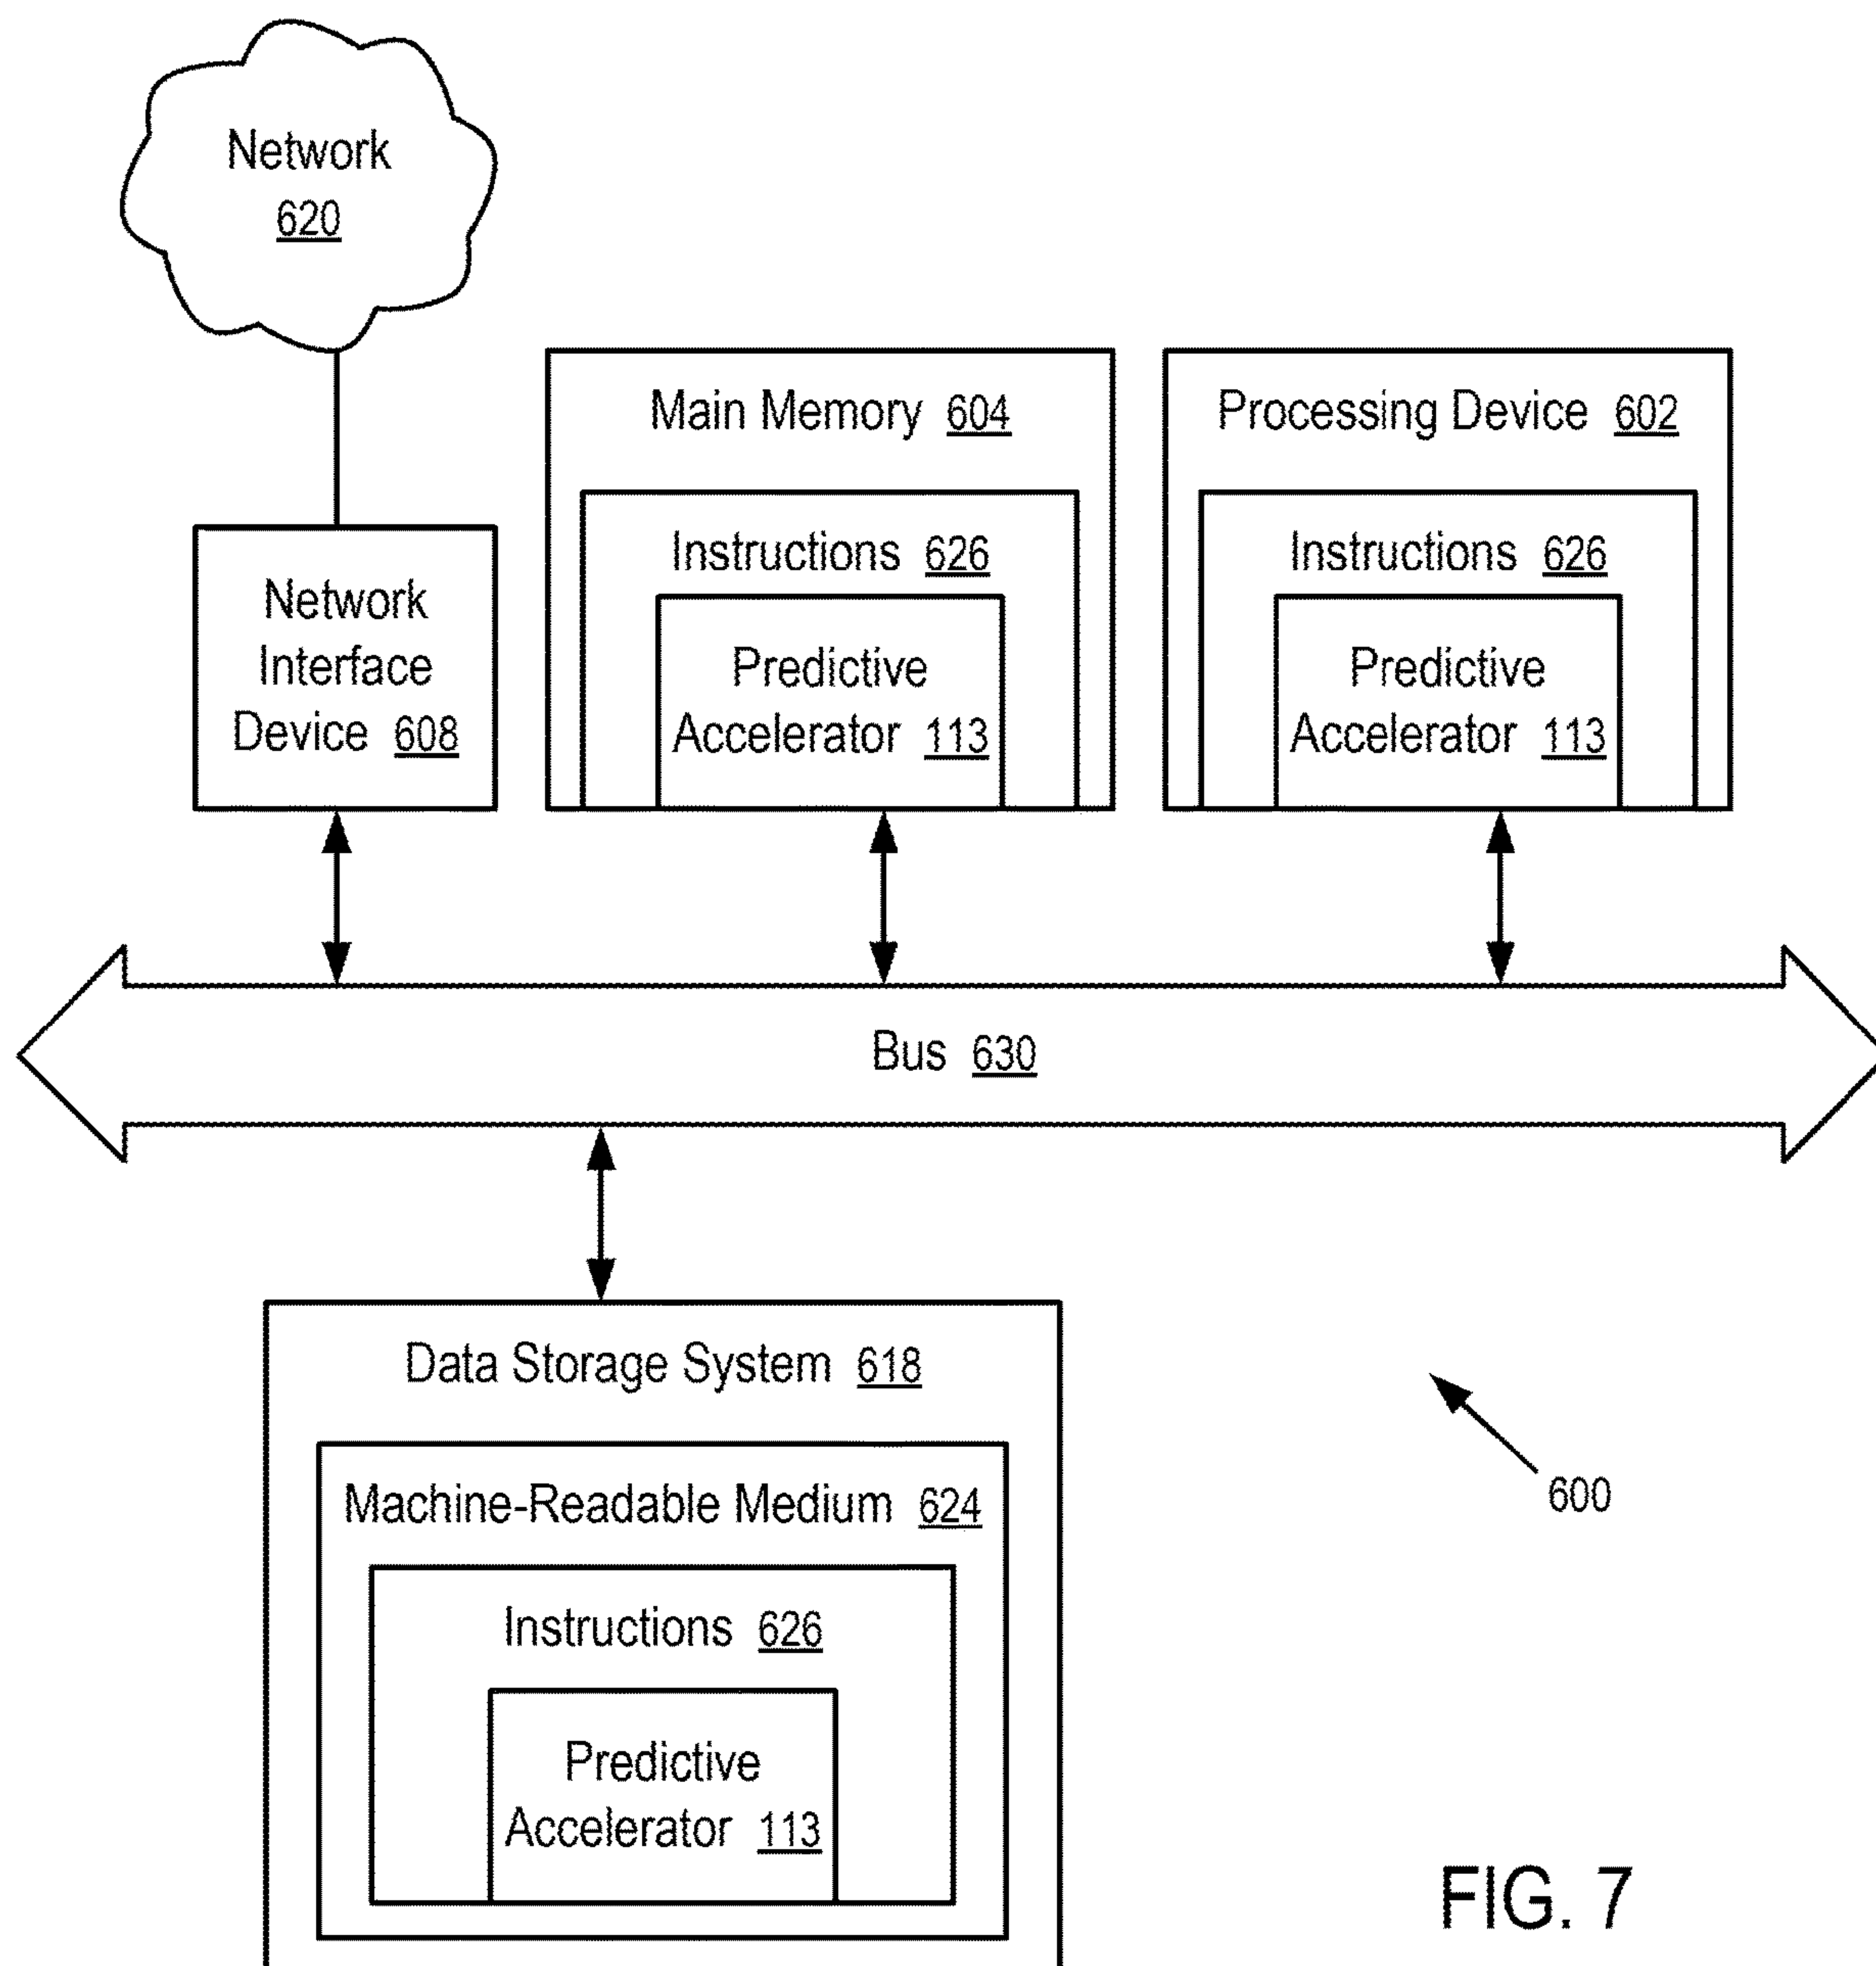 Network
620
Main Memory 604
Processing Device 602
Instructions 626
Instructions 626
Network
Interface
Device 608
Predictive
Accelerator 113
Predictive
Accelerator 113
Bus 630
Data Storage System 618
Machine-Readable Medium 624
Instructions 626
Predictive
Accelerator 113
600
FIG. 7